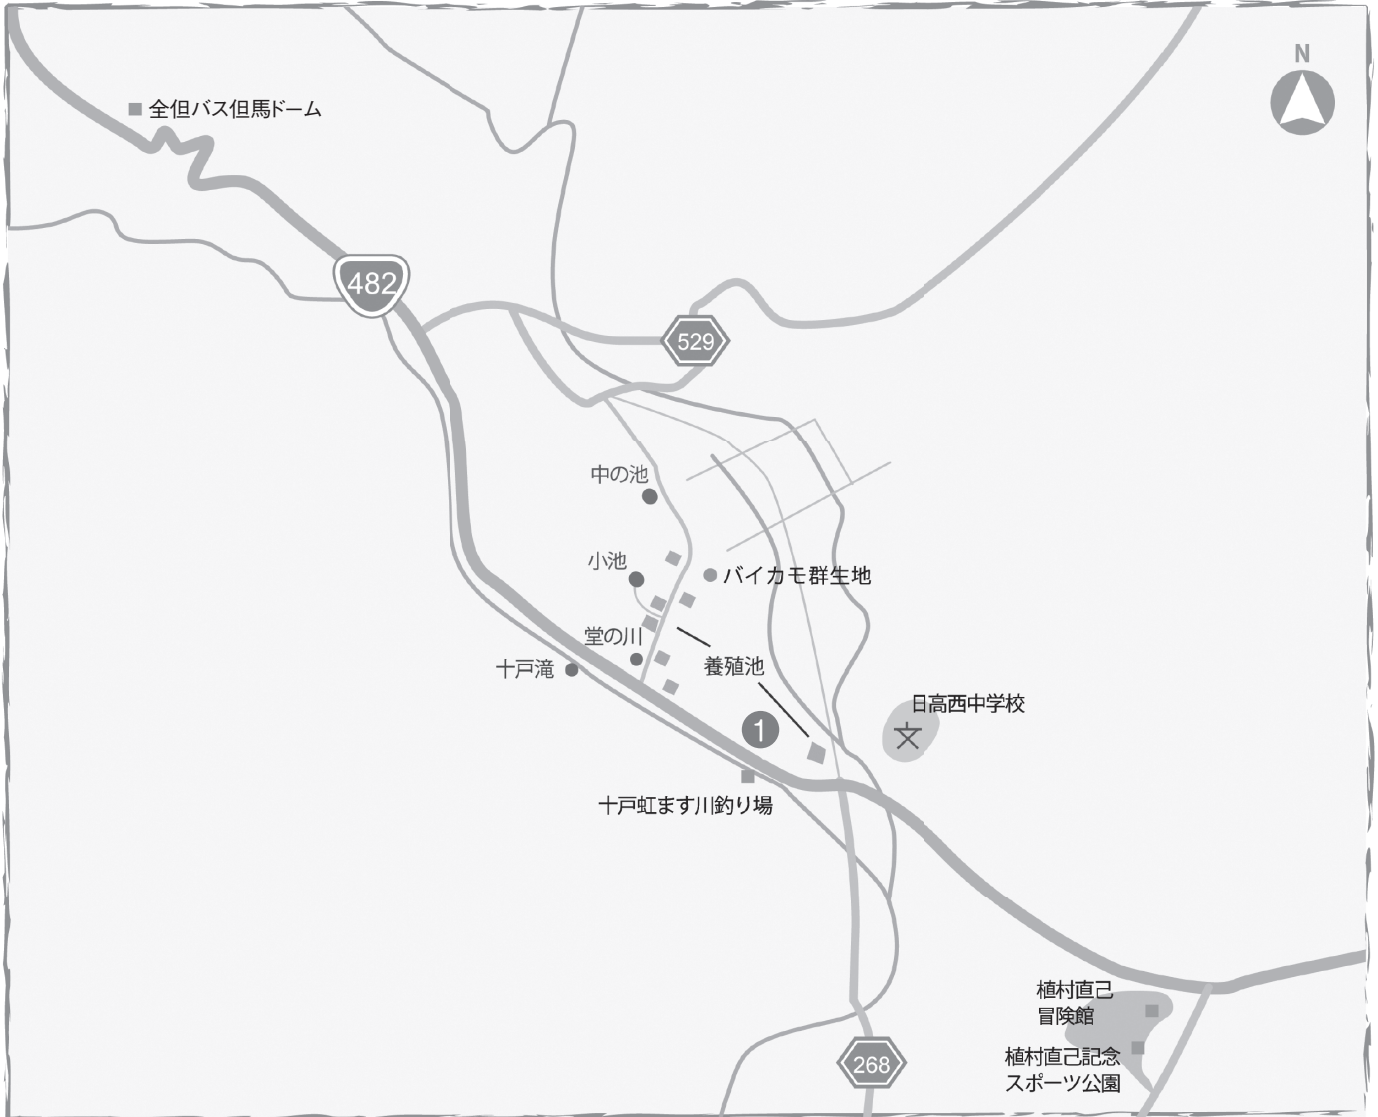 N
全但バス但馬ドーム
482
529
中の池
小池
バイカモ群生地
堂の川
十戸滝
養殖池
日高西中学校
1
十戸虹ます川釣り場
植村直己
冒険館
植村直己記念
スポーツ公園
268